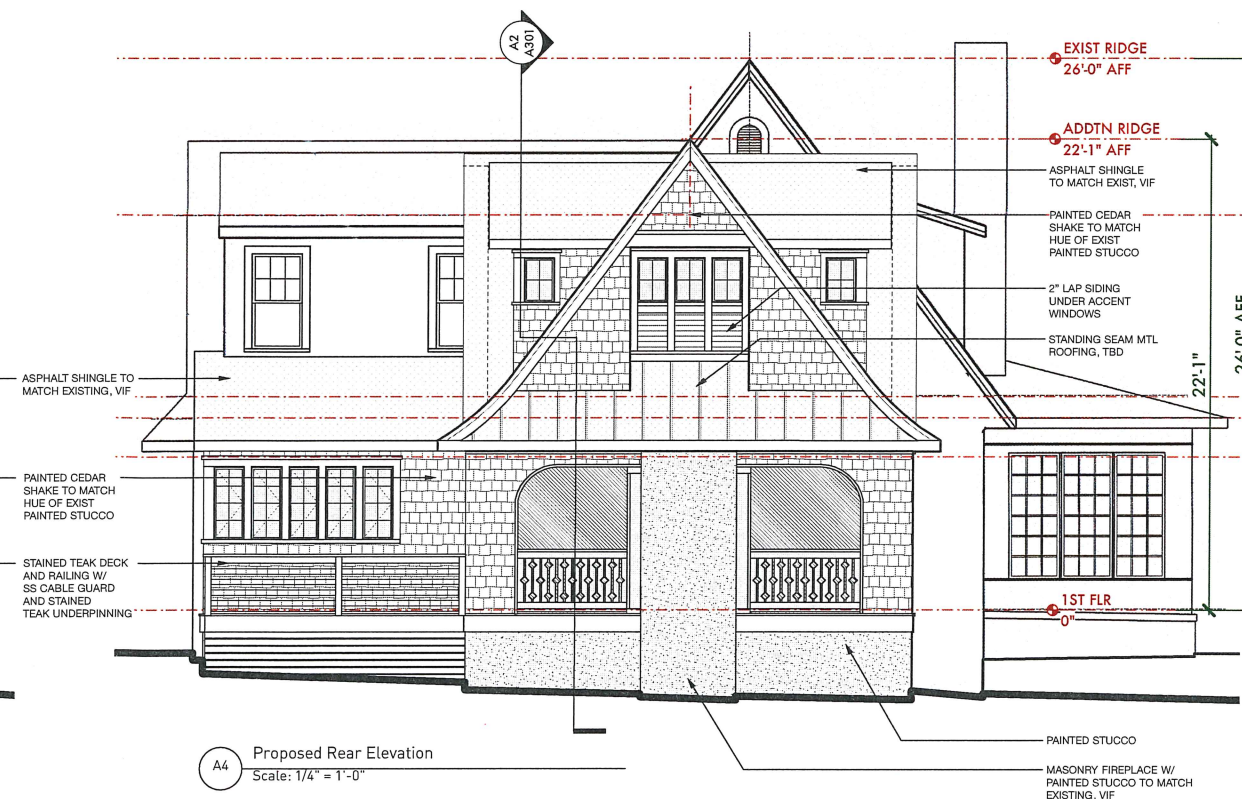 A2
A301
EXIST RIDGE
26'-0" AFF
ADDTN RIDGE
22'-1" AFF
ASPHALT SHINGLE
TO MATCH EXIST, VIF
PAINTED CEDAR
SHAKE TO MATCH
HUE OF EXIST
PAINTED STUCCO
2" LAP SIDING
UNDER ACCENT
WINDOWS
STANDING SEAM MTL
ROOFING, TBD
22'-1"
26'-0" AFF
ASPHALT SHINGLE TO
MATCH EXISTING, VIF
PAINTED CEDAR
SHAKE TO MATCH
HUE OF EXIST
PAINTED STUCCO
STAINED TEAK DECK
AND RAILING W/
SS CABLE GUARD
AND STAINED
TEAK UNDERPINNING
1ST FLR
0"
PAINTED STUCCO
MASONRY FIREPLACE W/
PAINTED STUCCO TO MATCH
EXISTING, VIF
A4
Proposed Rear Elevation
Scale: 1/4" = 1'-0"